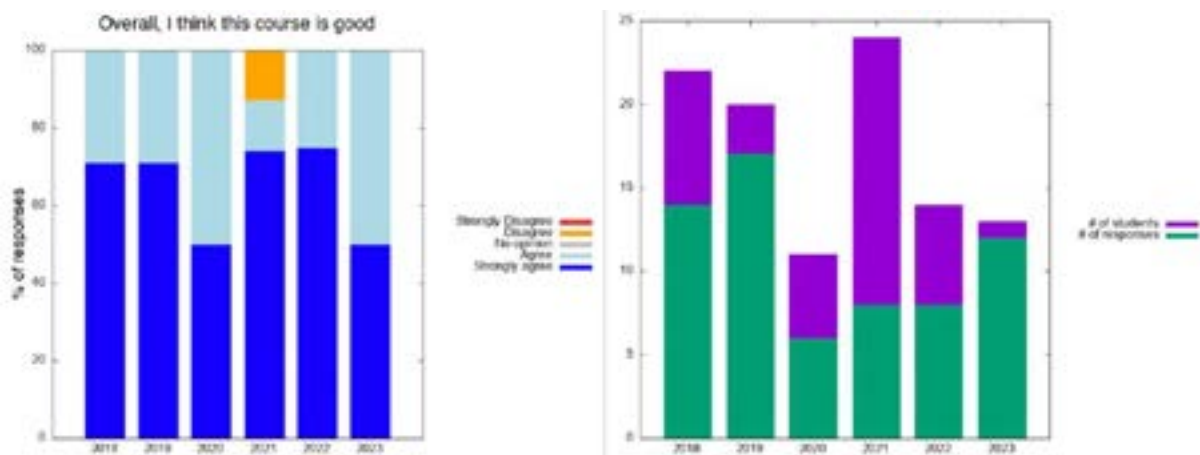 Overall, I think this course is good
% of responses
100
80
60
40
20
0
2018 2019 2020 2021 2022 2023
Strongly Disagree
Disagree
No opinion
Agree
Strongly agree
25
20
15
10
5
0
2018 2019 2020 2021 2022 2023
# of students
# of responses